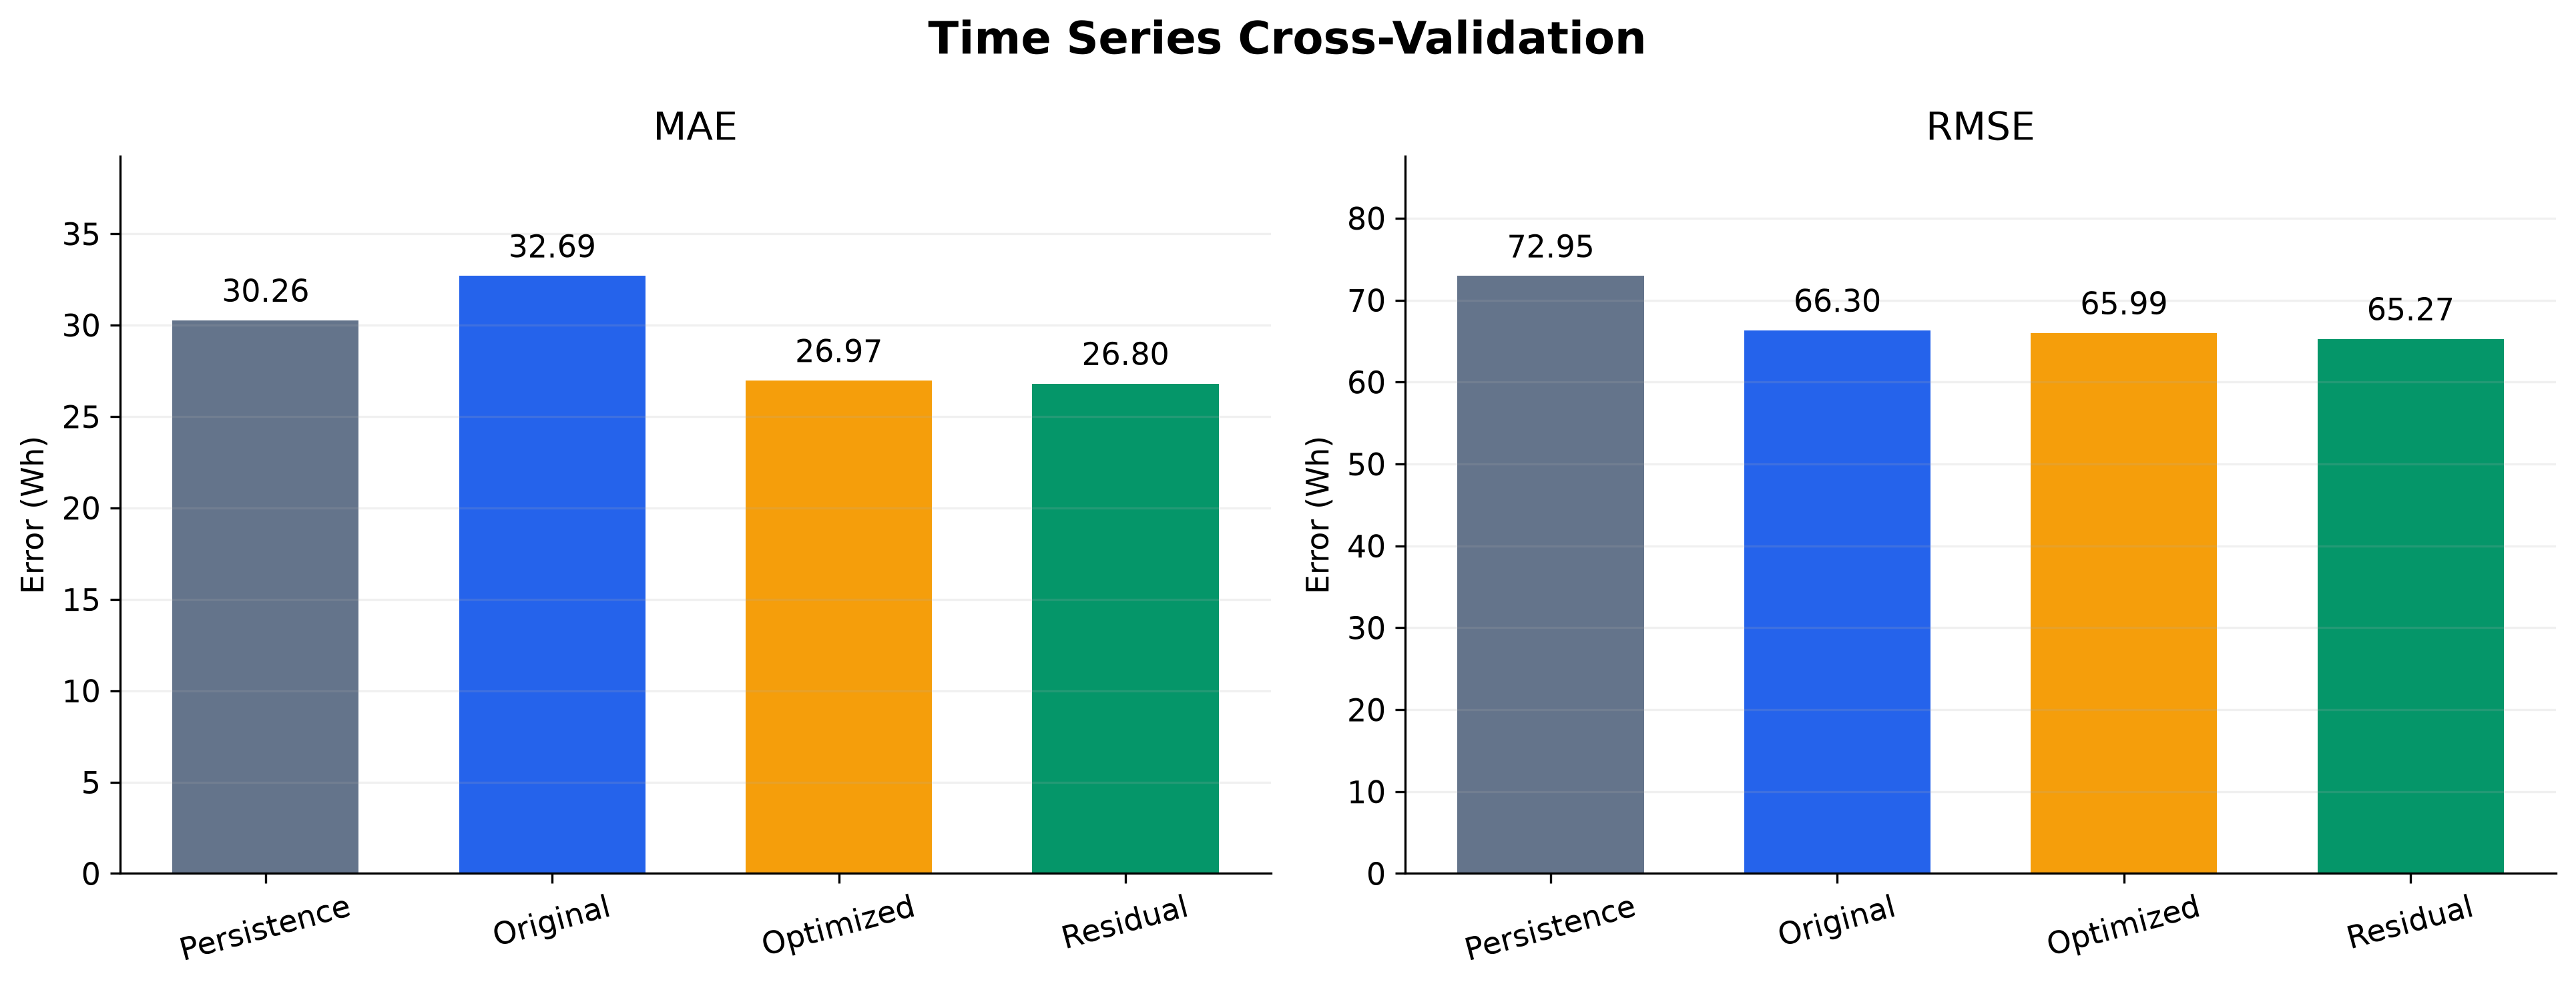 Time Series Cross-Validation
MAE
Error (Wh)
35
30
25
20
15
10
5
0
30.26
32.69
26.97
26.80
Persistence
Original
Optimized
Residual
RMSE
Error (Wh)
80
70
60
50
40
30
20
10
0
72.95
66.30
65.99
65.27
Persistence
Original
Optimized
Residual